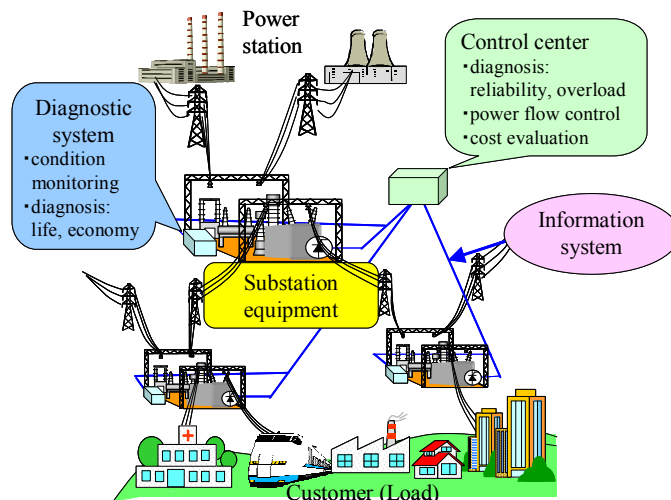 Power
station
Control center
・diagnosis:
reliability, overload
・power flow control
・cost evaluation
Diagnostic
system
・condition
monitoring
・diagnosis:
life, economy
Information
system
Substation
equipment
Customer (Load)